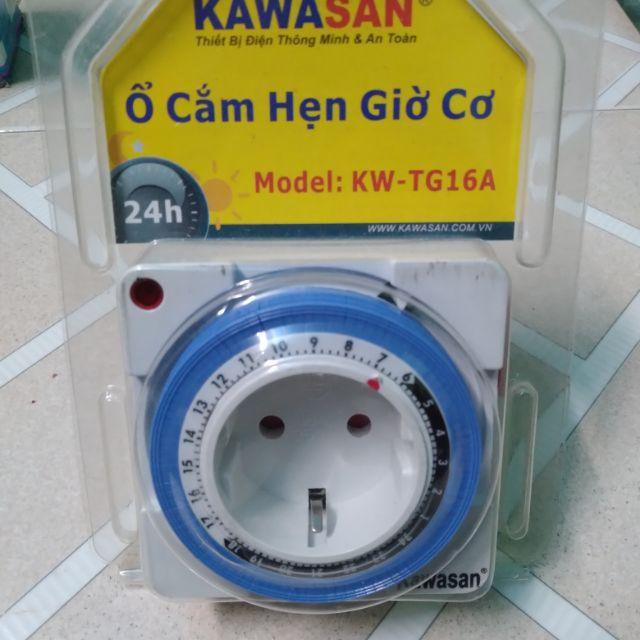 KAWASAN®
Thiết Bị Điện Thông Minh & An Toàn
Ổ Cắm Hẹn Giờ Cơ
Model: KW-TG16A
24h
WWW.KAWASAN.COM.VN
12 11 10 9 8 7 6 5 4 3 2 1
13 14 15 16 17 18 19
Kawasan®